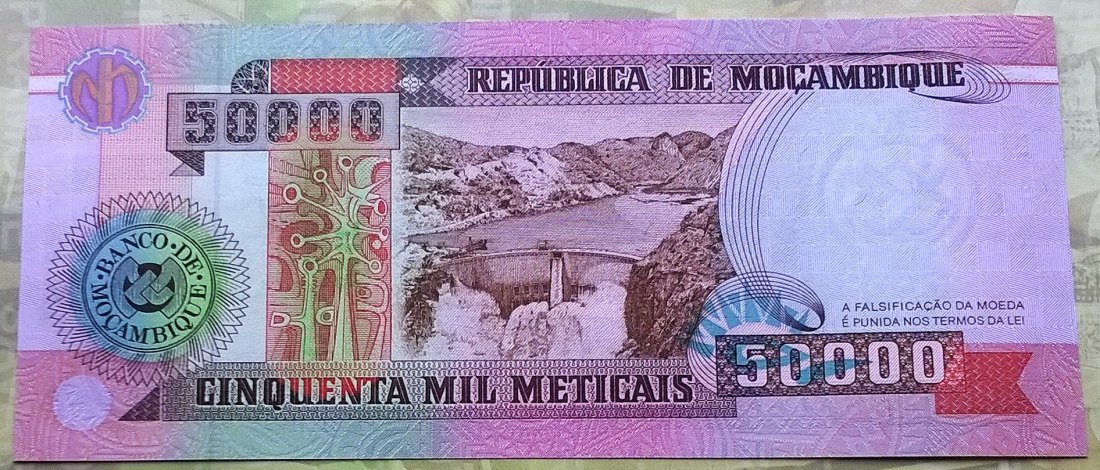 REPÚBLICA DE MOÇAMBIQUE
50000
BANCO·DE·
MOÇAMBIQUE
A FALSIFICAÇÃO DA MOEDA
É PUNIDA NOS TERMOS DA LEI
50000
CINQUENTA MIL METICAIS